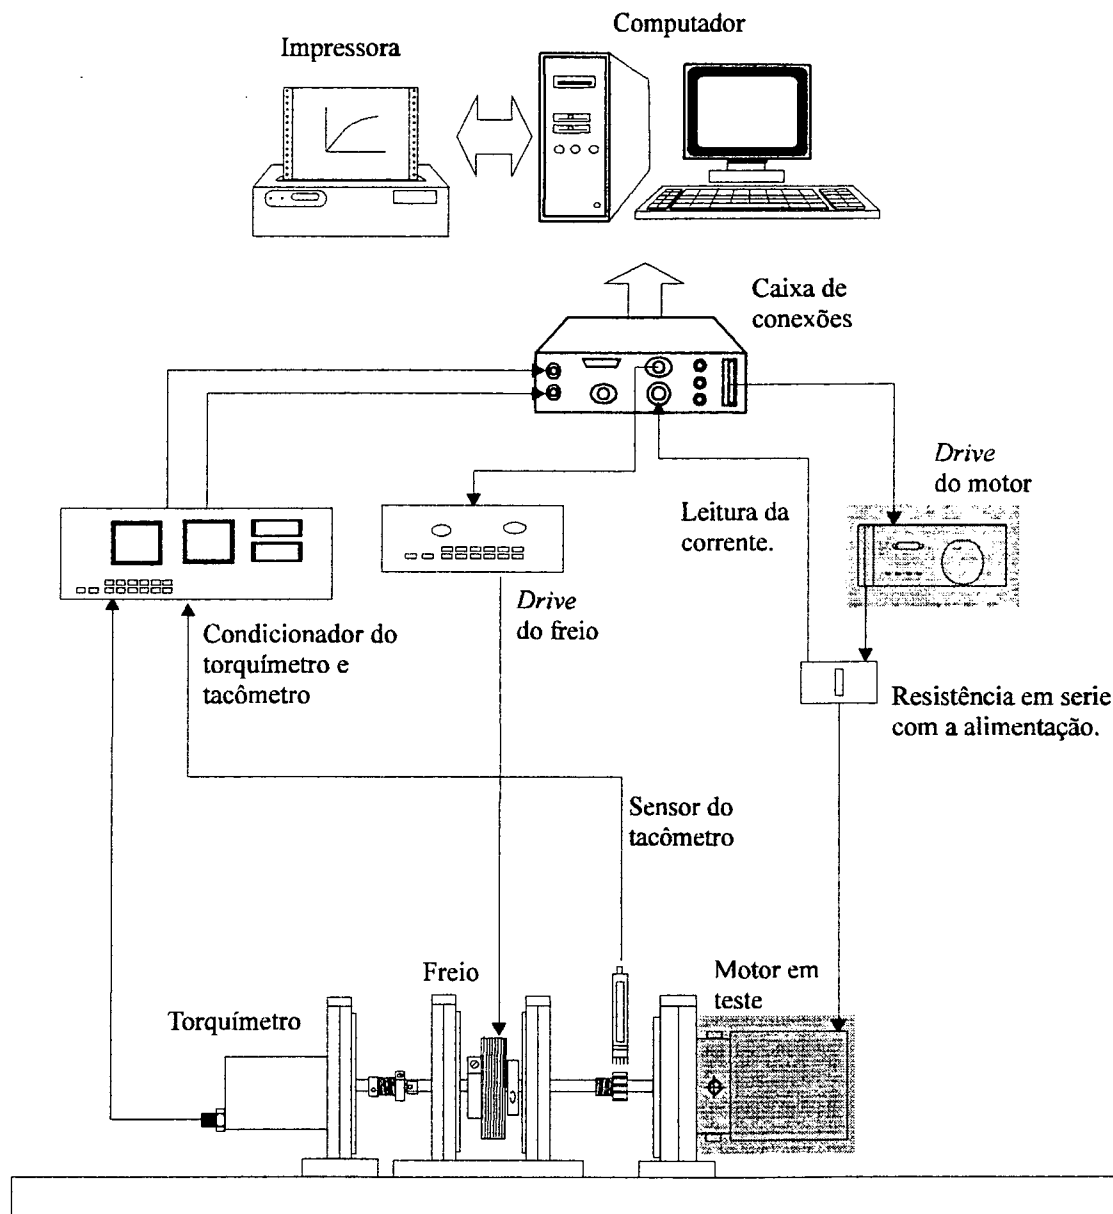 Computador
Impressora
Caixa de
conexões
Drive
do motor
Leitura da
corrente.
Drive
do freio
Condicionador do
torquímetro e
tacômetro
Resistência em serie
com a alimentação.
Sensor do
tacômetro
Freio
Motor em
teste
Torquímetro